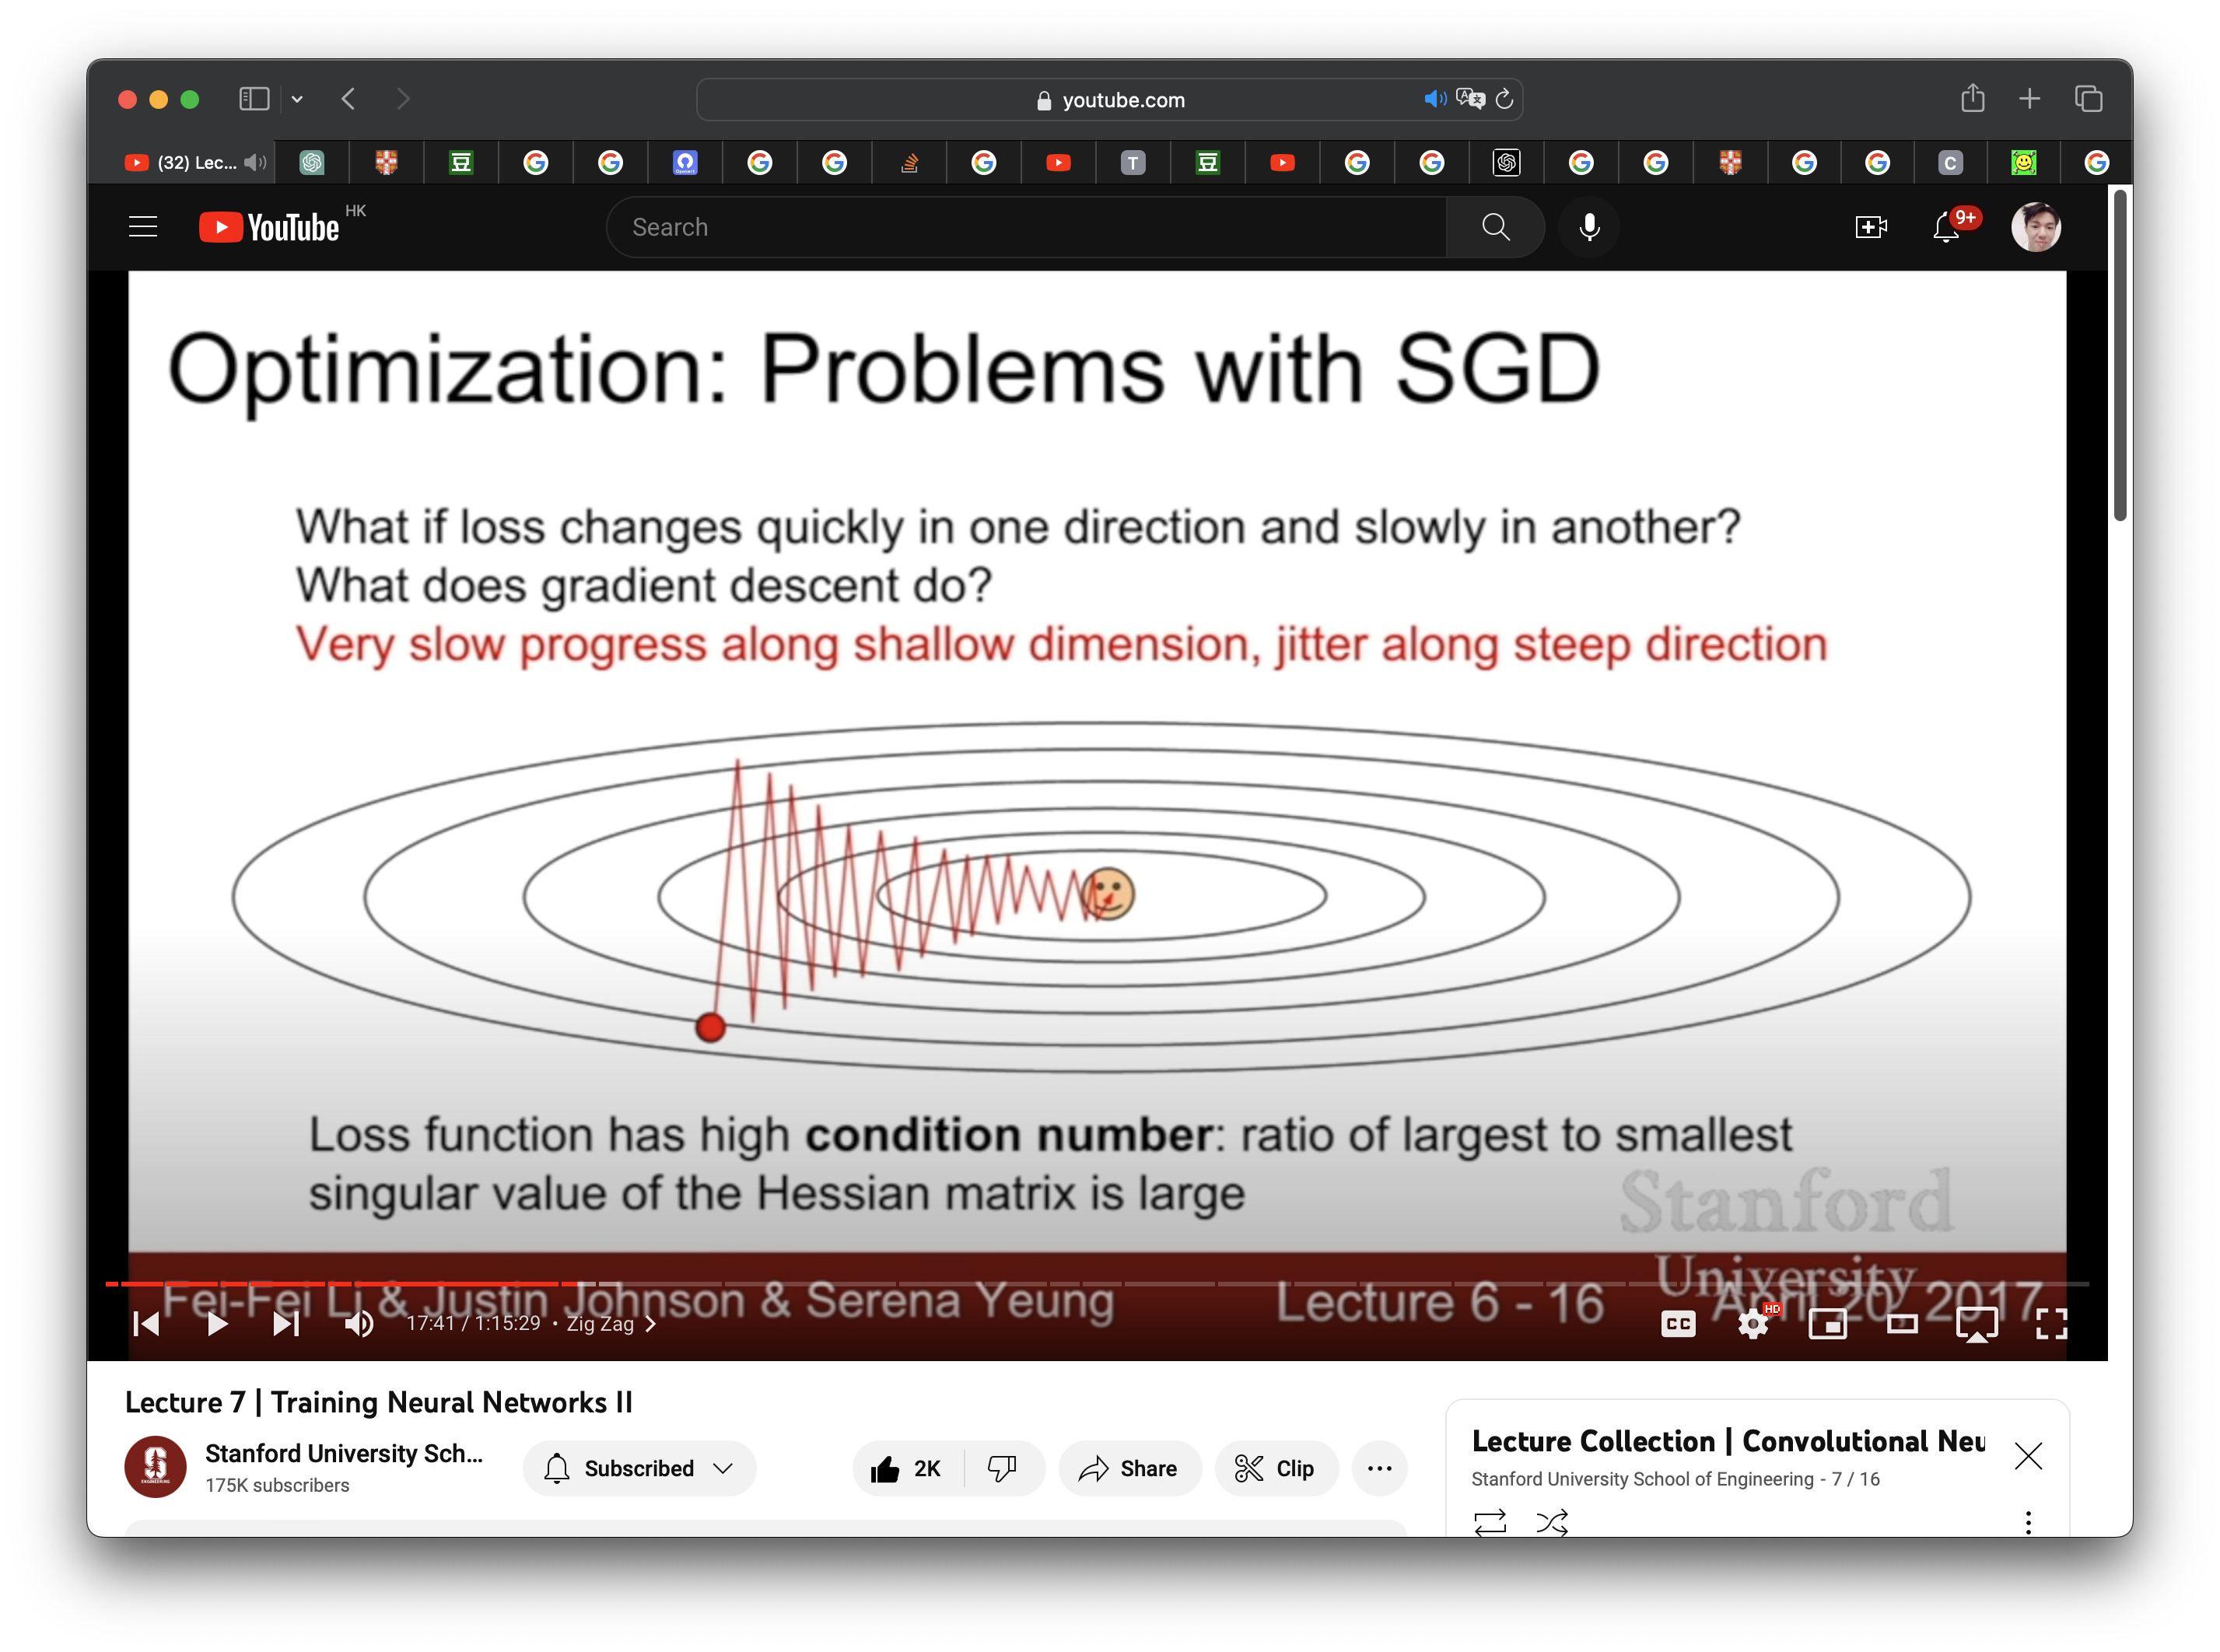 youtube.com
(32) Lec...
T
C
YouTube HK
Search
9+
Optimization: Problems with SGD
What if loss changes quickly in one direction and slowly in another?
What does gradient descent do?
Very slow progress along shallow dimension, jitter along steep direction
Loss function has high condition number: ratio of largest to smallest
singular value of the Hessian matrix is large
Stanford
University
Fei-Fei Li & Justin Johnson & Serena Yeung
Lecture 6 - 16
April 20, 2017
17:41 / 1:15:29 • Zig Zag
CC
HD
Lecture 7 | Training Neural Networks II
Stanford University Sch...
175K subscribers
Subscribed
2K
Share
Clip
Lecture Collection | Convolutional Neu
Stanford University School of Engineering - 7 / 16